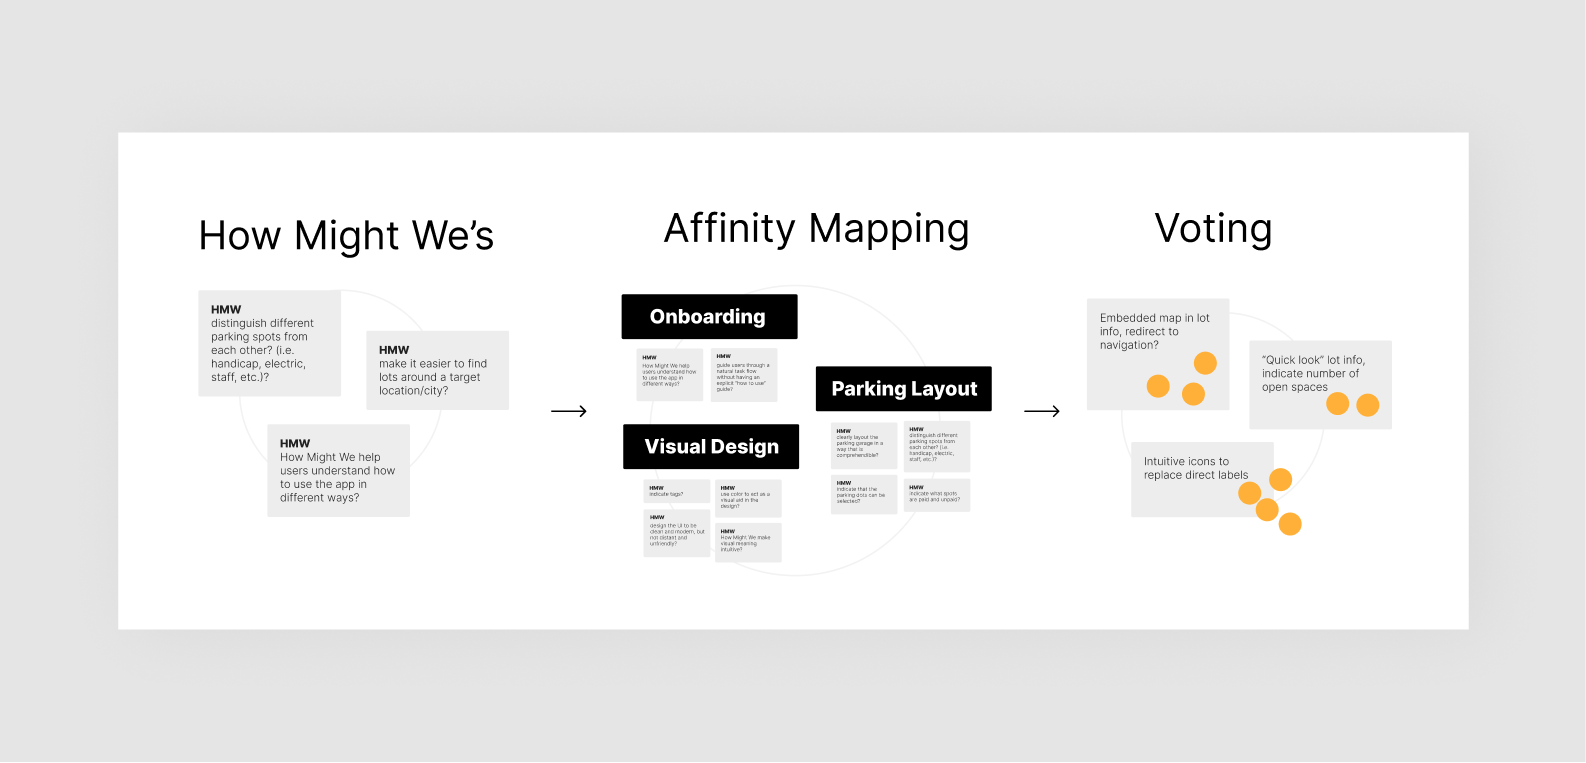 How Might We's
HMW
distinguish different
parking spots from
each other? (i.e.
handicap, electric,
staff, etc.)?
HMW
make it easier to find
lots around a target
location/city?
HMW
How Might We help
users understand how
to use the app in
different ways?
Affinity Mapping
Onboarding
HMW
How Might We help
users understand how
to use the app in
different ways?
HMW
guide users through a
natural task flow
without having an
explicit "how to use"
guide?
Visual Design
HMW
indicate tags?
HMW
use color to act as a
visual aid in the
design?
HMW
design the UI to be
clean and modern, but
not distant and
unfriendly?
HMW
How Might We make
visual meaning
intuitive?
Parking Layout
HMW
clearly layout the
parking garage in a
way that is
comprehendible?
HMW
distinguish different
parking spots from
each other? (i.e.
handicap, electric,
staff, etc.)?
HMW
indicate that the
parking dots can be
selected?
HMW
indicate what spots
are paid and unpaid?
Voting
Embedded map in lot
info, redirect to
navigation?
“Quick look” lot info,
indicate number of
open spaces
Intuitive icons to
replace direct labels